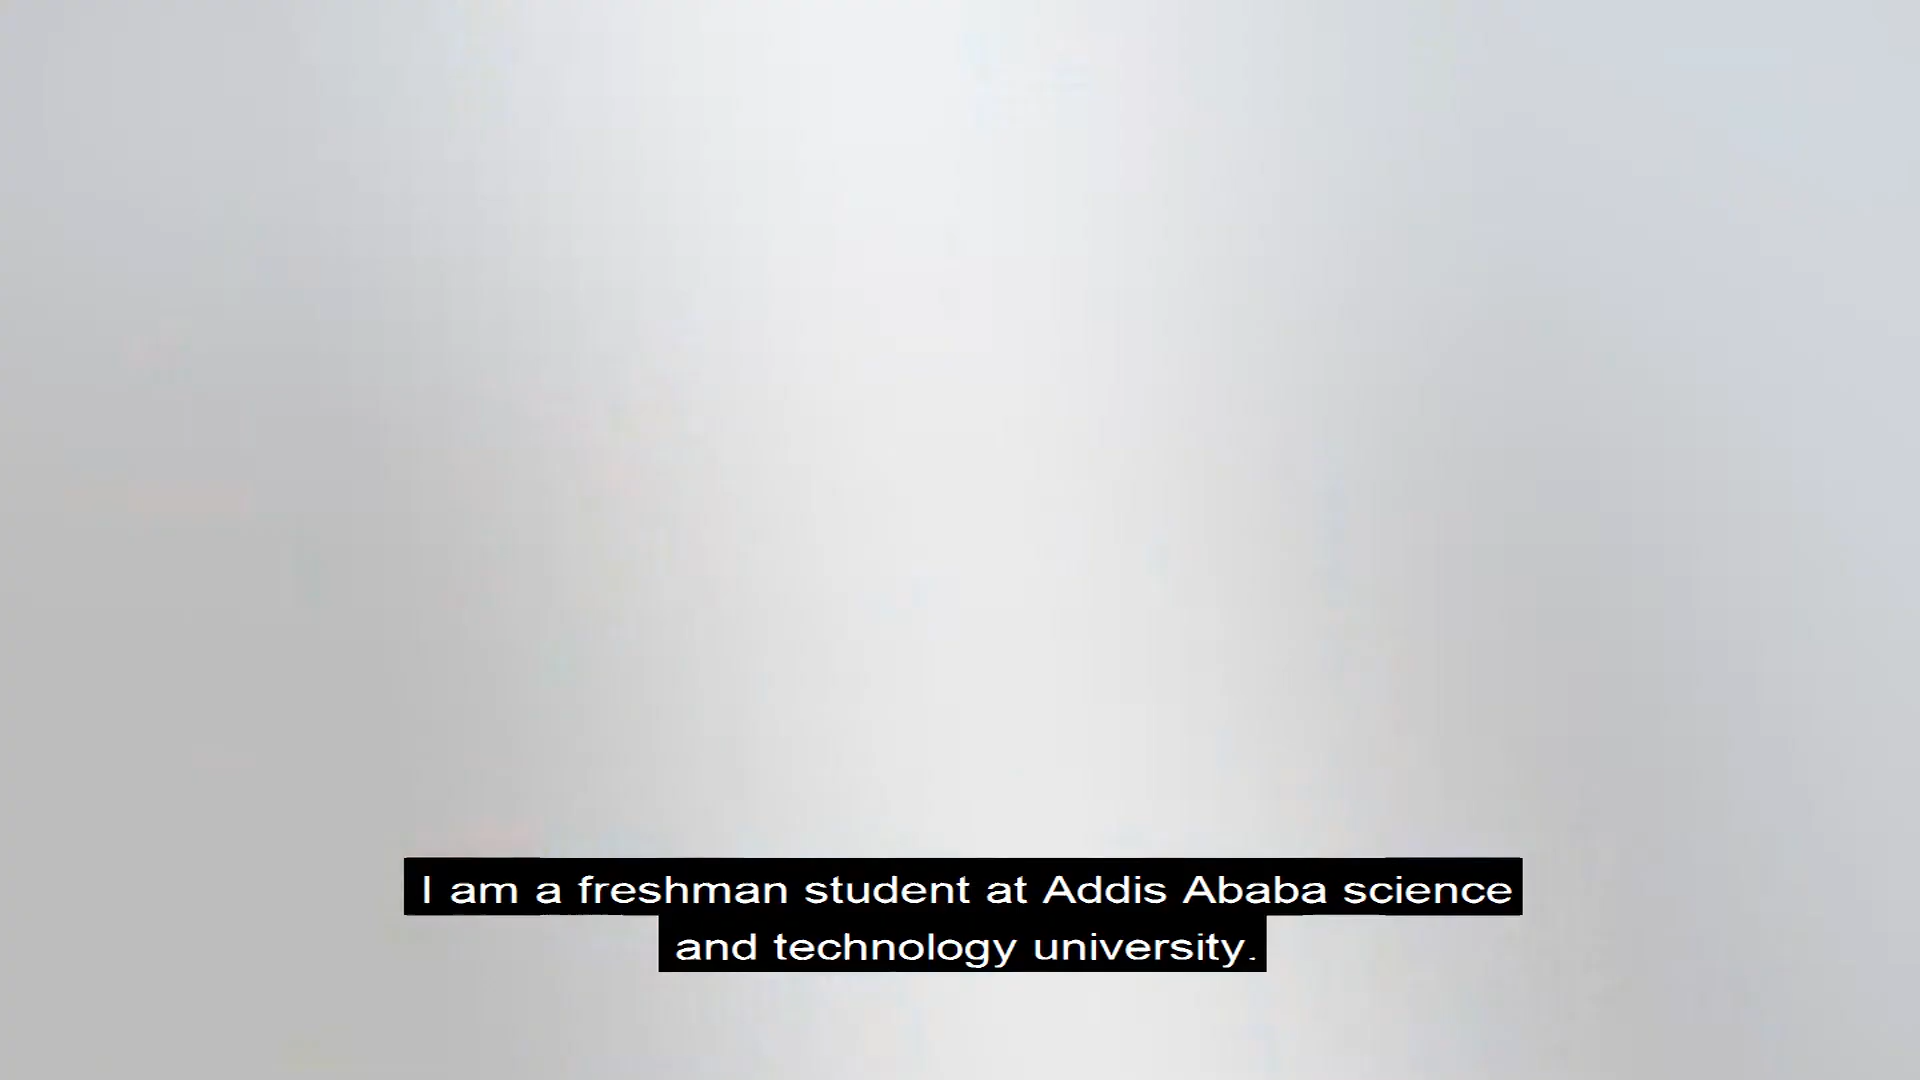 I am a freshman student at Addis Ababa science
and technology university.